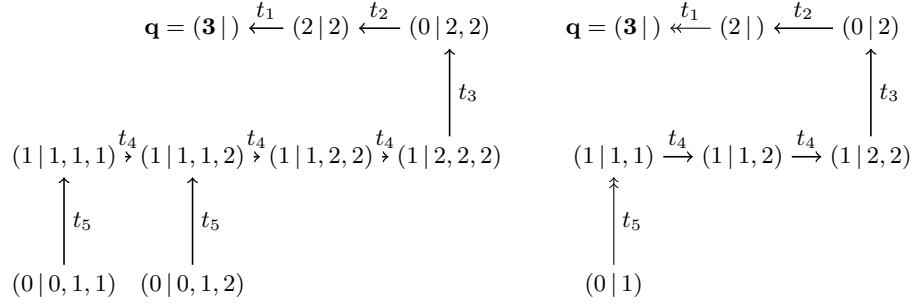 t₁ t₂ t₁ t₂
𝐪 = (𝟑 | ) (2 | 2) (0 | 2, 2) 𝐪 = (𝟑 | ) (2 | ) (0 | 2)
t₃ t₃
t₄ t₄ t₄ t₄ t₄
(1 | 1, 1, 1) (1 | 1, 1, 2) (1 | 1, 2, 2) (1 | 2, 2, 2) (1 | 1, 1) (1 | 1, 2) (1 | 2, 2)
t₅ t₅ t₅
(0 | 0, 1, 1) (0 | 0, 1, 2) (0 | 1)